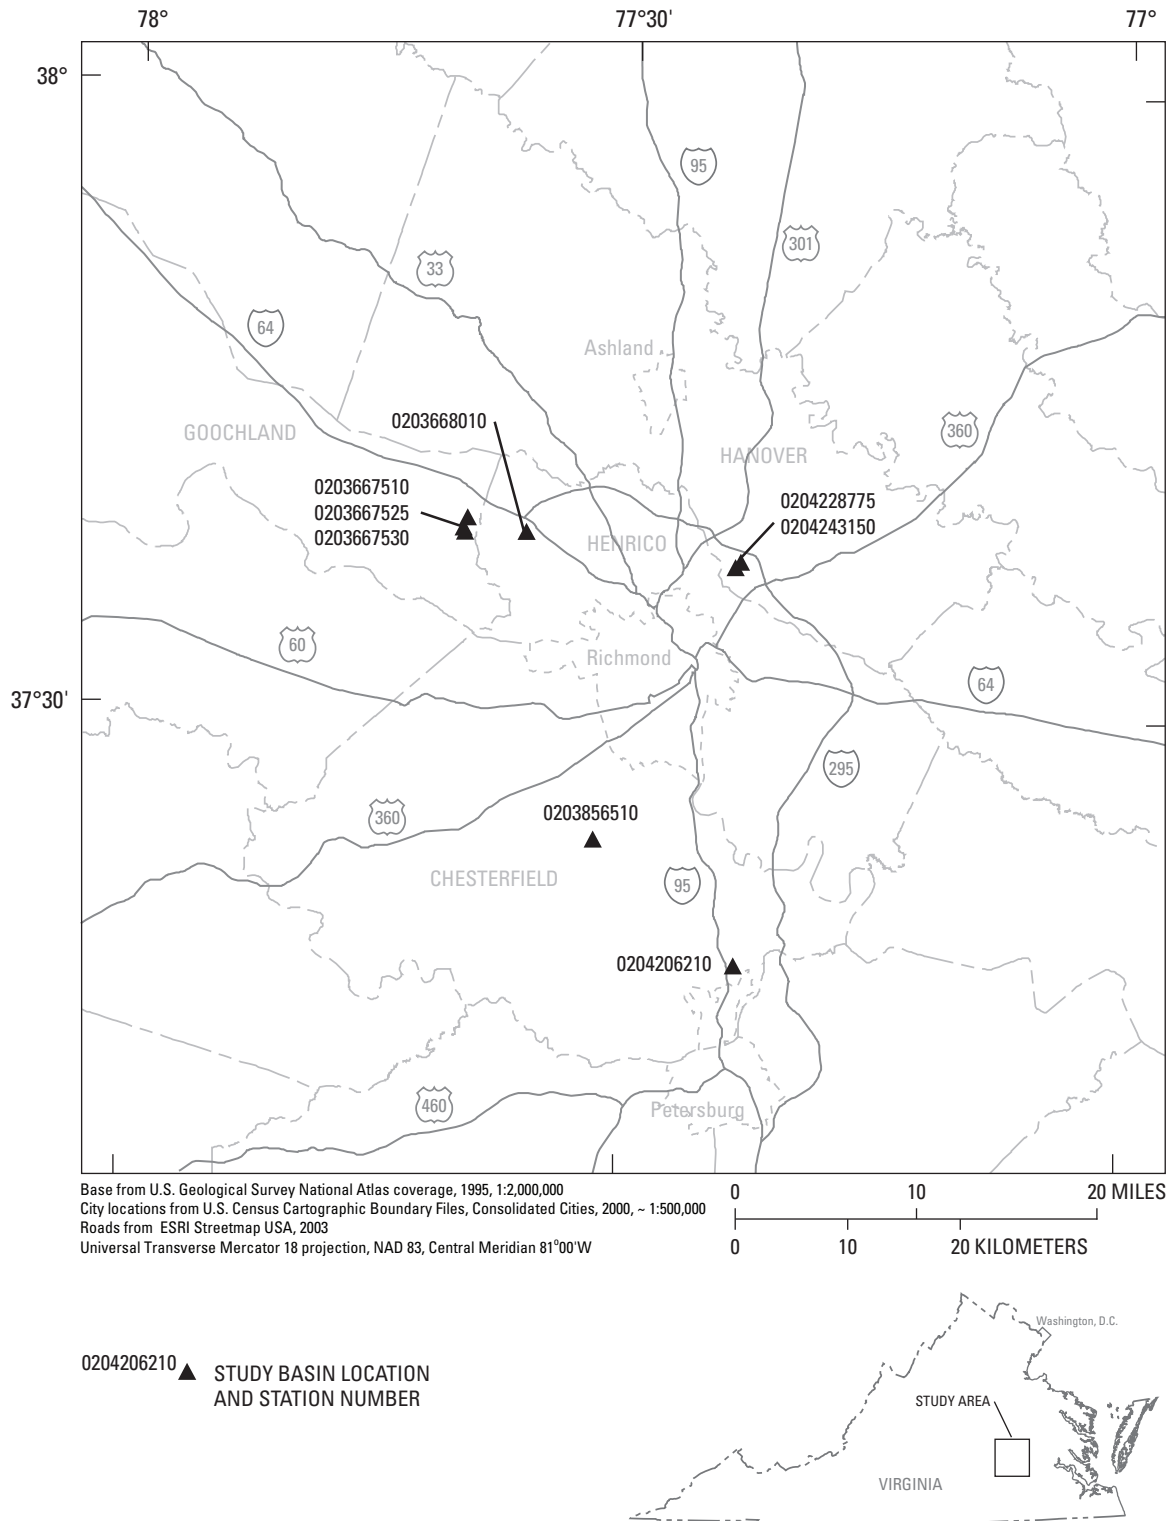 78°
77°30'
77°
38°
95
301
33
64
Ashland
0203668010
GOOCHLAND
360
HANOVER
0203667510
0203667525
0203667530
0204228775
0204243150
HENRICO
60
Richmond
64
37°30'
295
360
0203856510
CHESTERFIELD
95
0204206210
460
Petersburg
Base from U.S. Geological Survey National Atlas coverage, 1995, 1:2,000,000
City locations from U.S. Census Cartographic Boundary Files, Consolidated Cities, 2000, ~ 1:500,000
Roads from ESRI Streetmap USA, 2003
Universal Transverse Mercator 18 projection, NAD 83, Central Meridian 81°00'W
0 10 20 MILES
0 10 20 KILOMETERS
Washington, D.C.
0204206210
STUDY BASIN LOCATION
AND STATION NUMBER
STUDY AREA
VIRGINIA